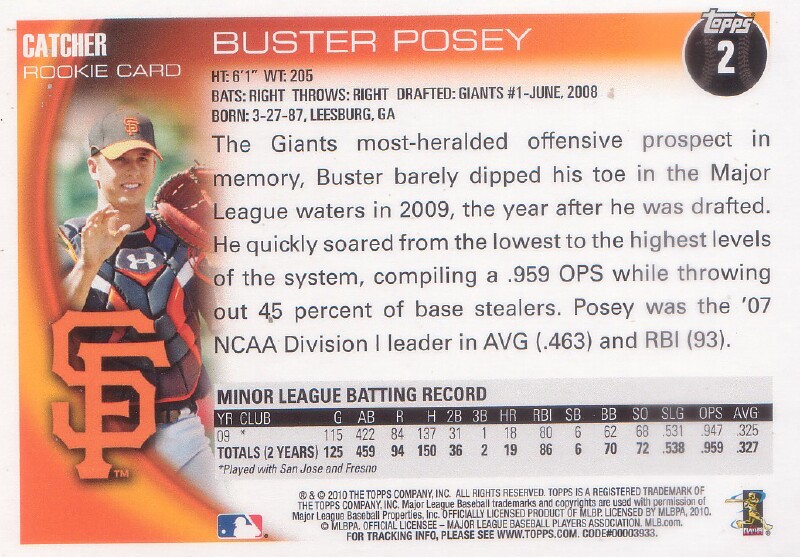 CATCHER
ROOKIE CARD
BUSTER POSEY
Topps
2
HT: 6'1" WT: 205
BATS: RIGHT THROWS: RIGHT DRAFTED: GIANTS #1-JUNE, 2008
BORN: 3-27-87, LEESBURG, GA
The Giants most-heralded offensive prospect in
memory, Buster barely dipped his toe in the Major
League waters in 2009, the year after he was drafted.
He quickly soared from the lowest to the highest levels
of the system, compiling a .959 OPS while throwing
out 45 percent of base stealers. Posey was the '07
NCAA Division I leader in AVG (.463) and RBI (93).
SF
SF™
MINOR LEAGUE BATTING RECORD
YR CLUB G AB R H 2B 3B HR RBI SB BB SO SLG OPS AVG
09 * 115 422 84 137 31 1 18 80 6 62 68 .531 .947 .325
TOTALS (2 YEARS) 125 459 94 150 36 2 19 86 6 70 72 .538 .959 .327
*Played with San Jose and Fresno
® & © 2010 THE TOPPS COMPANY, INC. ALL RIGHTS RESERVED. TOPPS IS A REGISTERED TRADEMARK OF
THE TOPPS COMPANY, INC. Major League Baseball trademarks and copyrights are used with permission of
Major League Baseball Properties, Inc. OFFICIALLY LICENSED PRODUCT OF MLBP. LICENSED BY MLBPA, 2010.
© MLBPA. OFFICIAL LICENSEE – MAJOR LEAGUE BASEBALL PLAYERS ASSOCIATION. MLB.com.
FOR TRACKING INFO, PLEASE SEE WWW.TOPPS.COM. CODE#00003933.